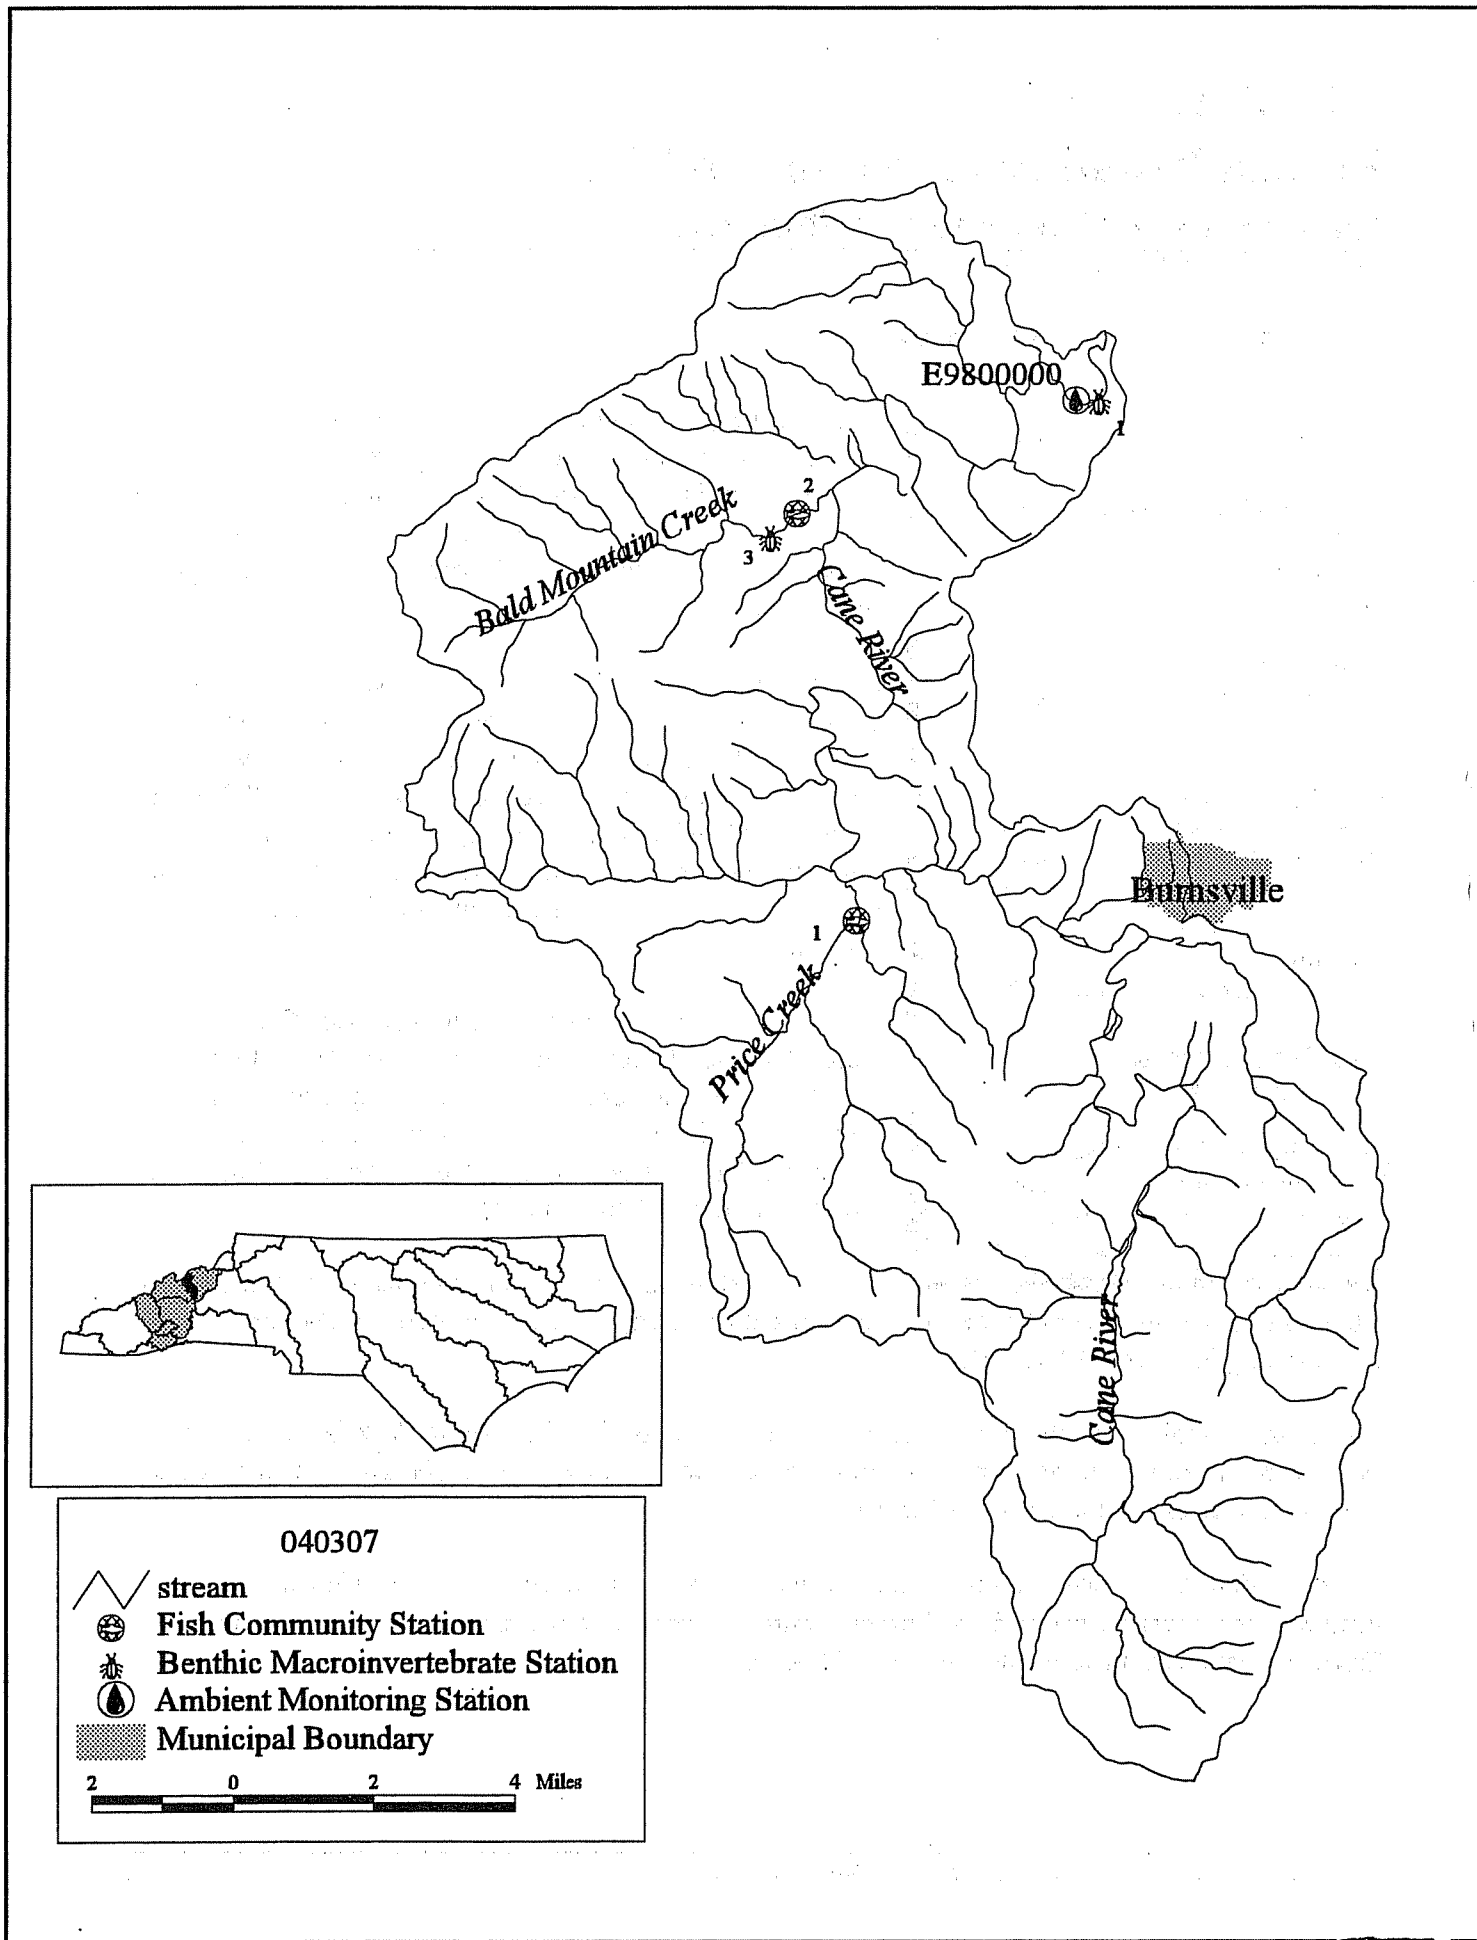 E9800000
1
2
Bald Mountain Creek
3
Cane River
Burnsville
1
Price Creek
Cane River
040307
stream
Fish Community Station
Benthic Macroinvertebrate Station
Ambient Monitoring Station
Municipal Boundary
2 0 2 4 Miles